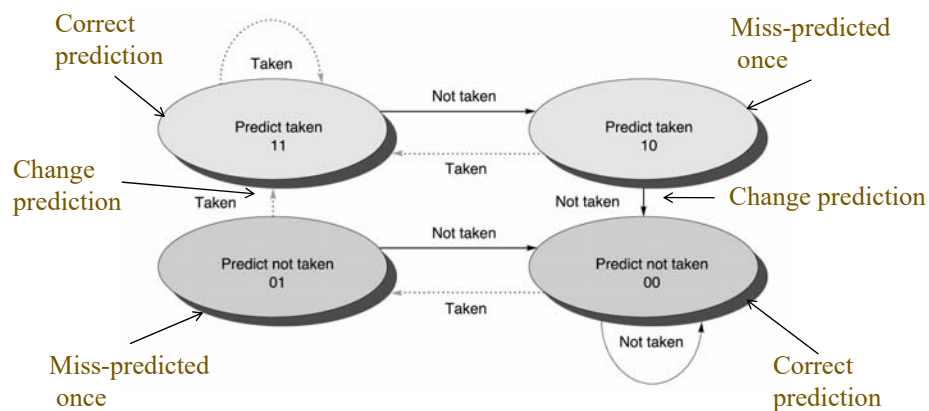 Correct
prediction
Miss-predicted
once
Taken
Not taken
Predict taken
11
Predict taken
10
Taken
Change
prediction
Taken
Not taken
Change prediction
Not taken
Predict not taken
01
Predict not taken
00
Taken
Not taken
Miss-predicted
once
Correct
prediction